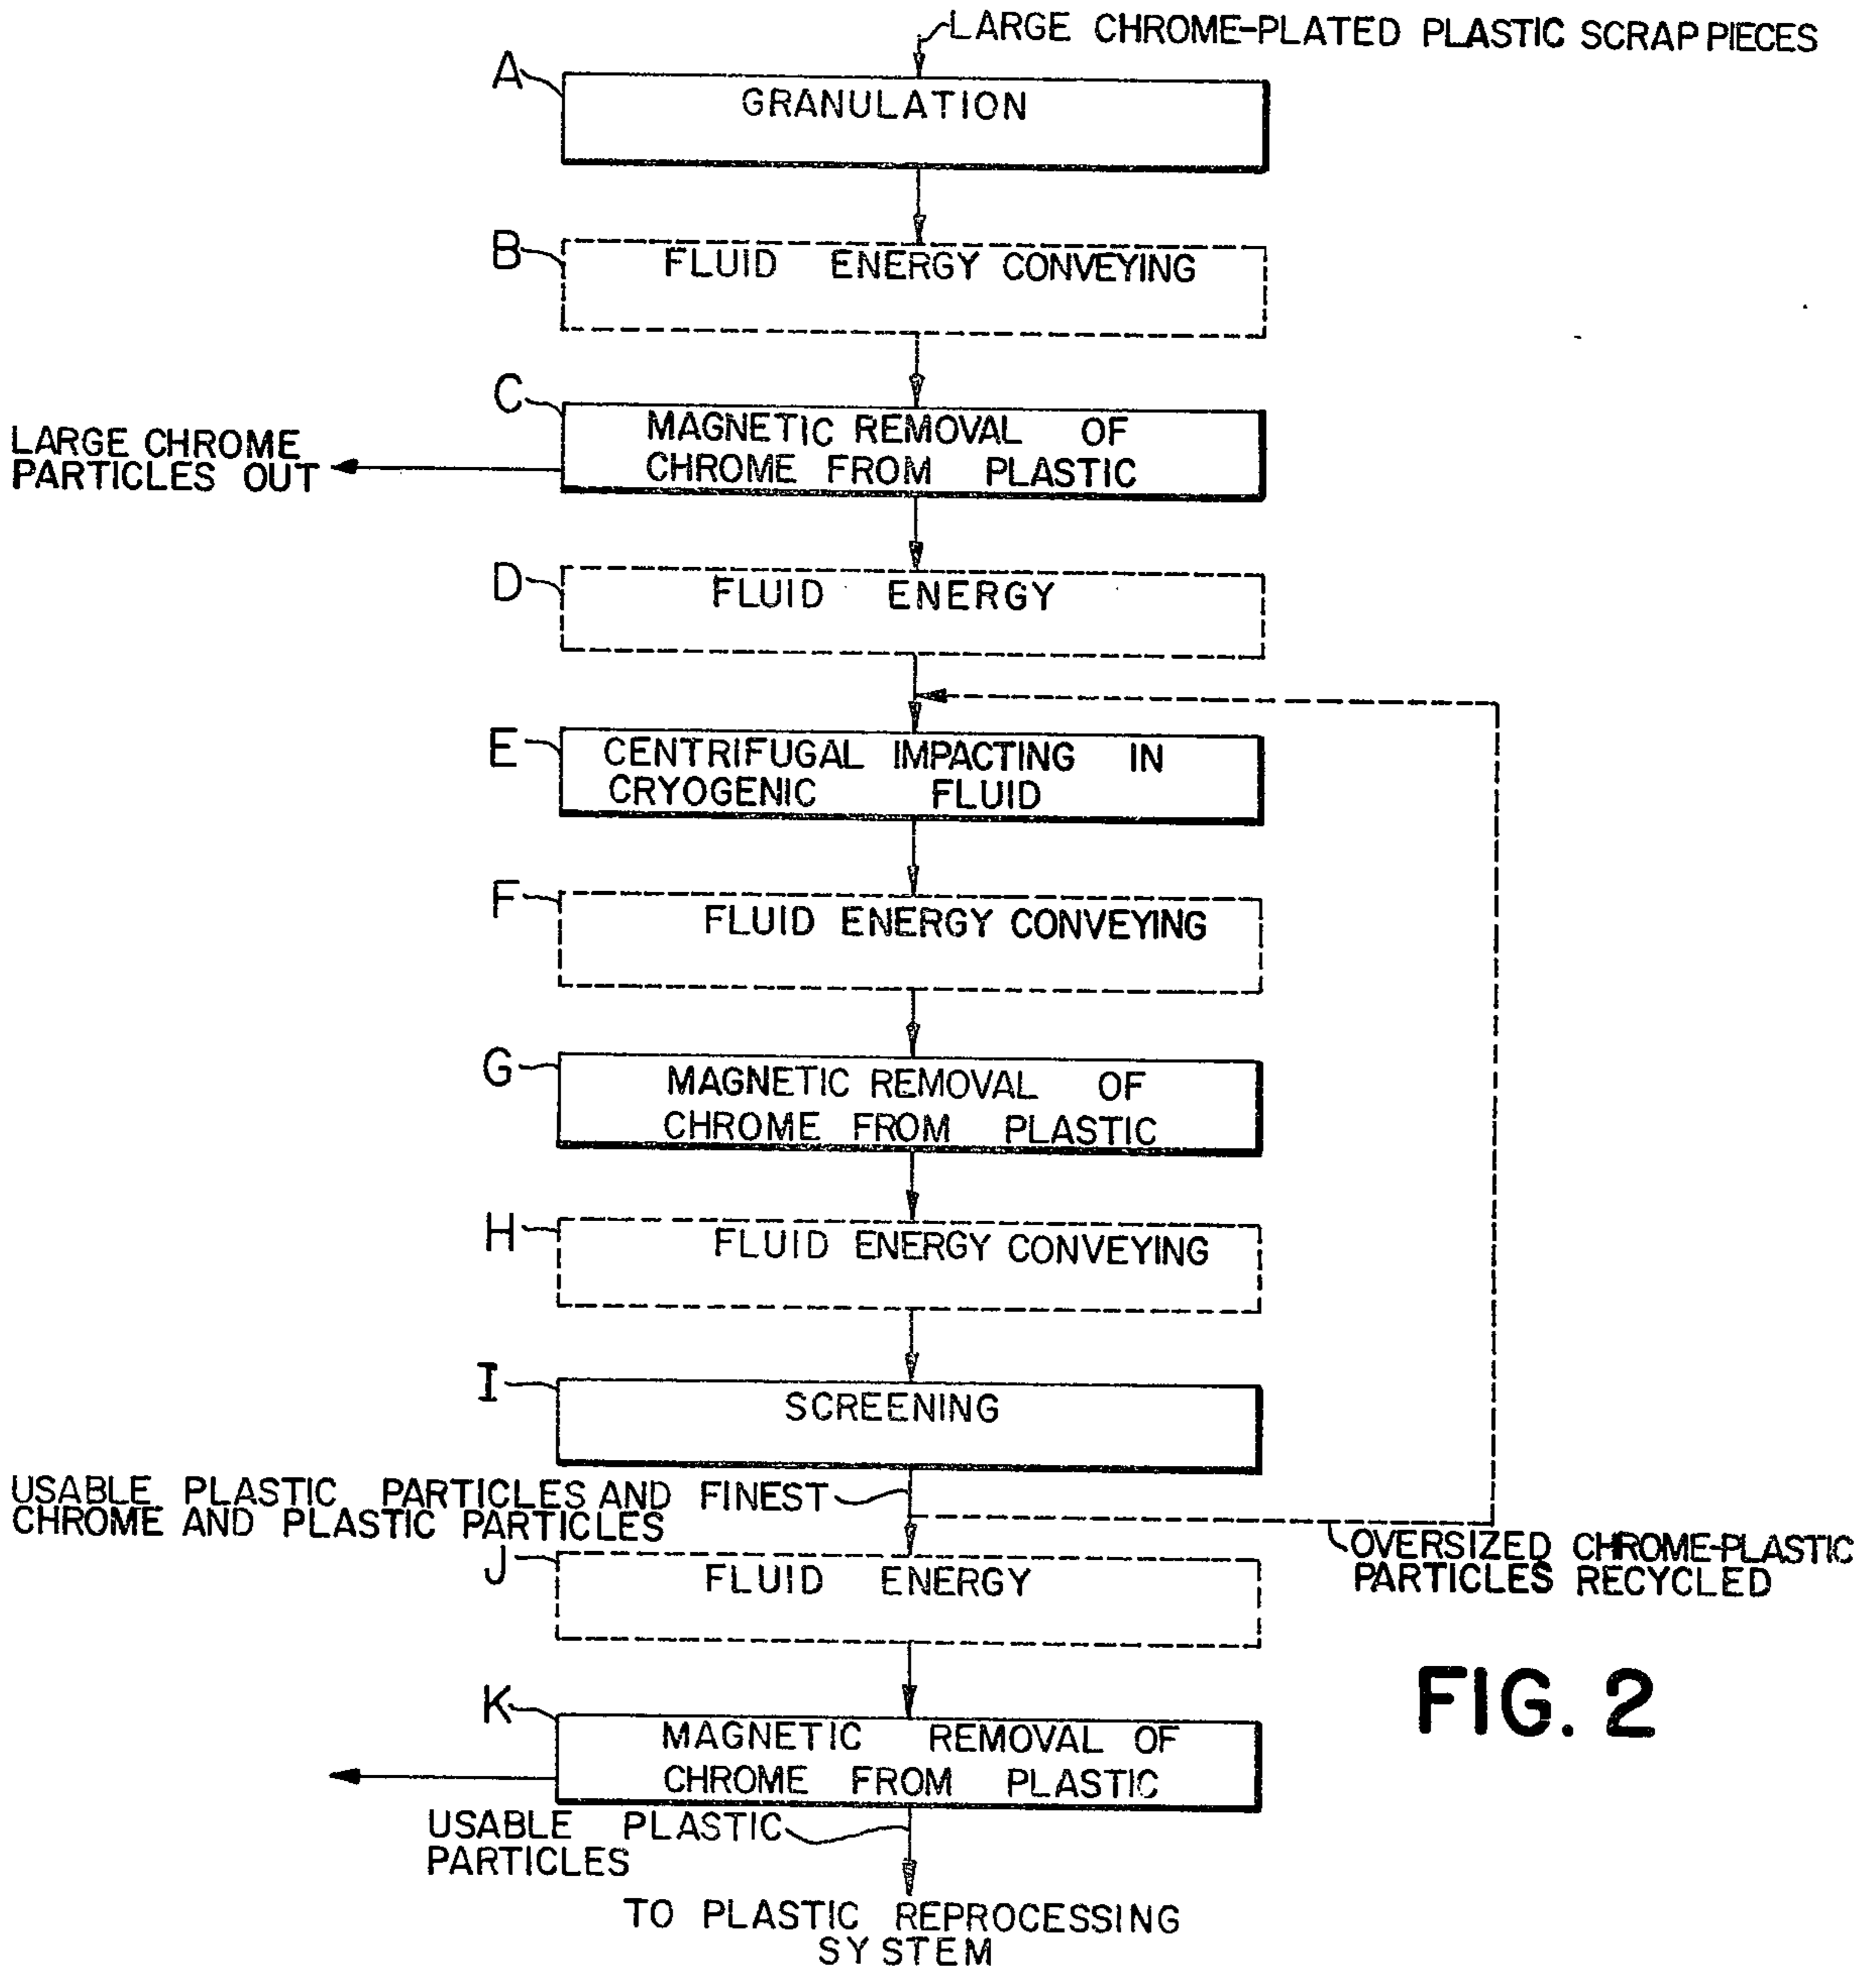 LARGE CHROME-PLATED PLASTIC SCRAP PIECES
A
GRANULATION
B
FLUID ENERGY CONVEYING
C
MAGNETIC REMOVAL OF
CHROME FROM PLASTIC
LARGE CHROME
PARTICLES OUT
D
FLUID ENERGY
E
CENTRIFUGAL IMPACTING IN
CRYOGENIC FLUID
F
FLUID ENERGY CONVEYING
G
MAGNETIC REMOVAL OF
CHROME FROM PLASTIC
H
FLUID ENERGY CONVEYING
I
SCREENING
USABLE PLASTIC PARTICLES AND FINEST
CHROME AND PLASTIC PARTICLES
OVERSIZED CHROME-PLASTIC
PARTICLES RECYCLED
J
FLUID ENERGY
K
MAGNETIC REMOVAL OF
CHROME FROM PLASTIC
USABLE PLASTIC
PARTICLES
TO PLASTIC REPROCESSING
SYSTEM
FIG. 2